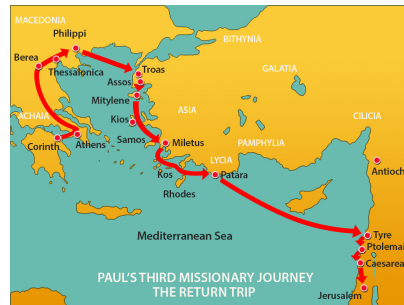 MACEDONIA
Philippi
BITHYNIA
Berea
Thessalonica
Troas
Assos
GALATIA
Mitylene
ASIA
CILICIA
ACHAIA
Kios
Corinth
Athens
Samos
Miletus
PAMPHYLIA
LYCIA
Antioch
Kos
Patara
Rhodes
Mediterranean Sea
Tyre
Ptolemai
Caesarea
PAUL'S THIRD MISSIONARY JOURNEY
THE RETURN TRIP
Jerusalem